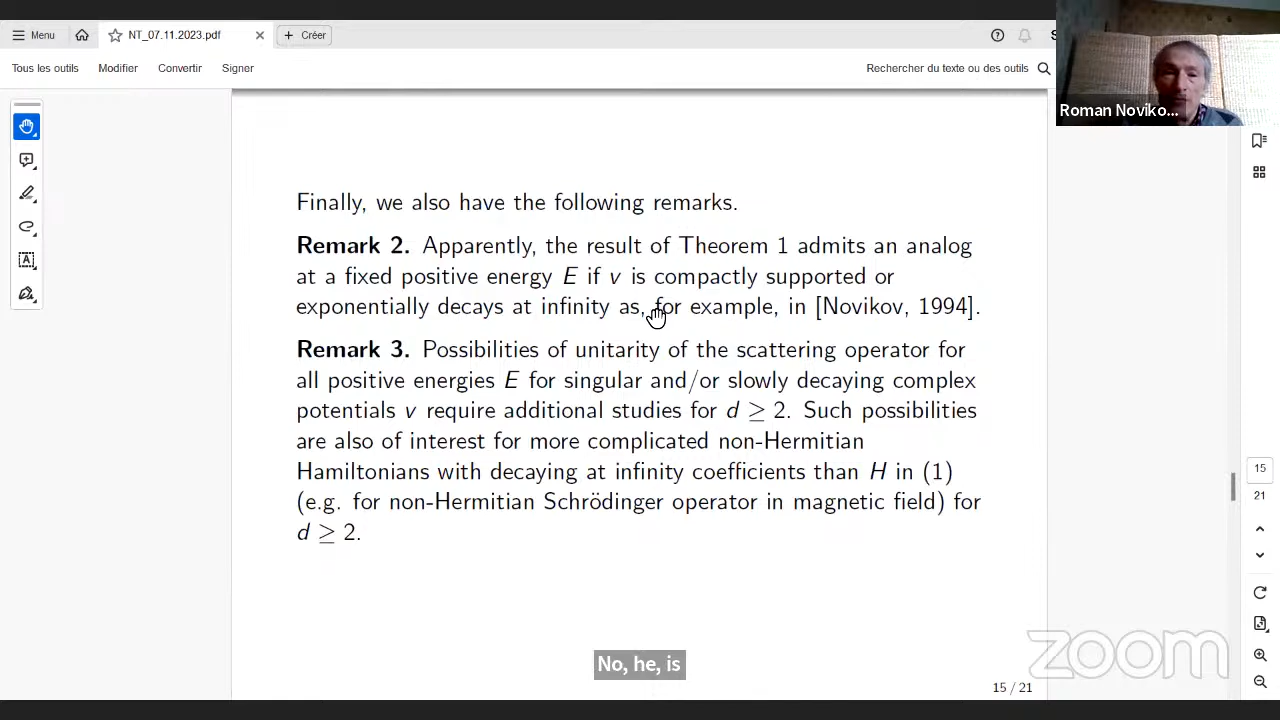 Menu
NT_07.11.2023.pdf
Créer
Tous les outils
Modifier
Convertir
Signer
Rechercher du texte ou des outils
Roman Noviko...
Finally, we also have the following remarks.
Remark 2. Apparently, the result of Theorem 1 admits an analog
at a fixed positive energy E if v is compactly supported or
exponentially decays at infinity as, for example, in [Novikov, 1994].
Remark 3. Possibilities of unitarity of the scattering operator for
all positive energies E for singular and/or slowly decaying complex
potentials v require additional studies for d ≥ 2. Such possibilities
are also of interest for more complicated non-Hermitian
Hamiltonians with decaying at infinity coefficients than H in (1)
(e.g. for non-Hermitian Schrödinger operator in magnetic field) for
d ≥ 2.
15
21
No, he, is
zoom
15 / 21